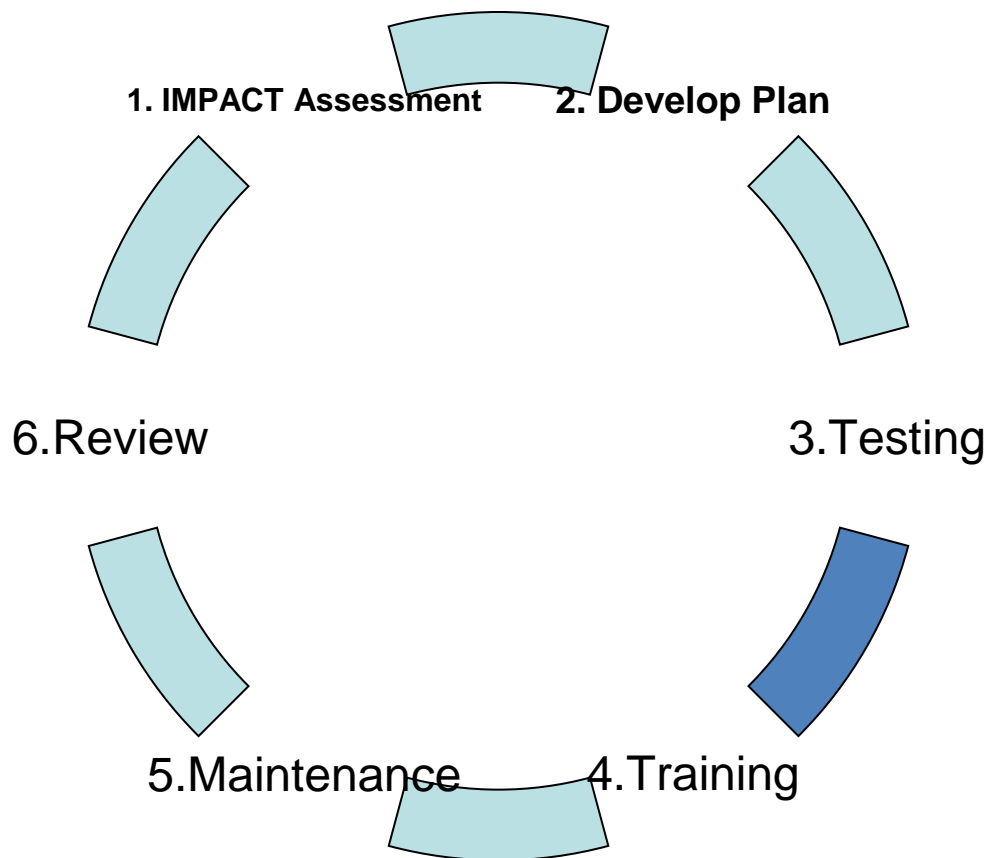 1. IMPACT Assessment
2. Develop Plan
3.Testing
4.Training
5.Maintenance
6.Review